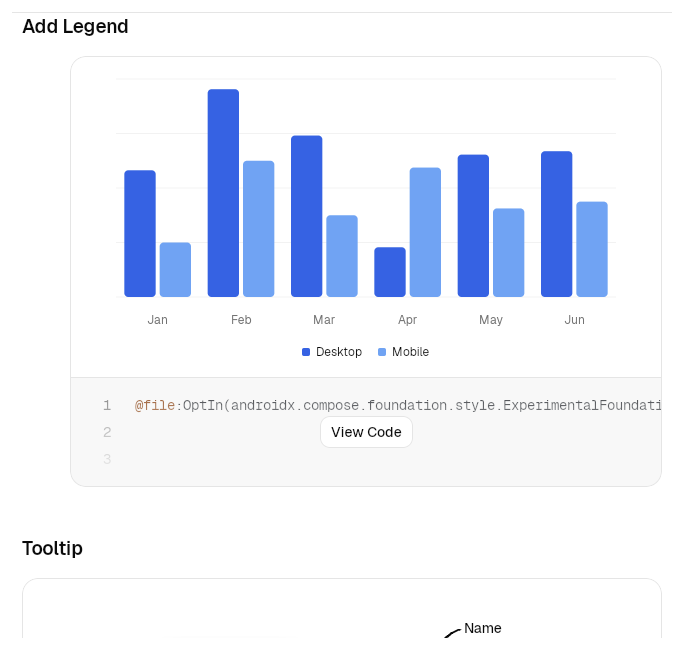 Add Legend
Jan Feb Mar Apr May Jun
Desktop Mobile
1 @file:OptIn(androidx.compose.foundation.style.ExperimentalFoundati
2
View Code
3
Tooltip
Name